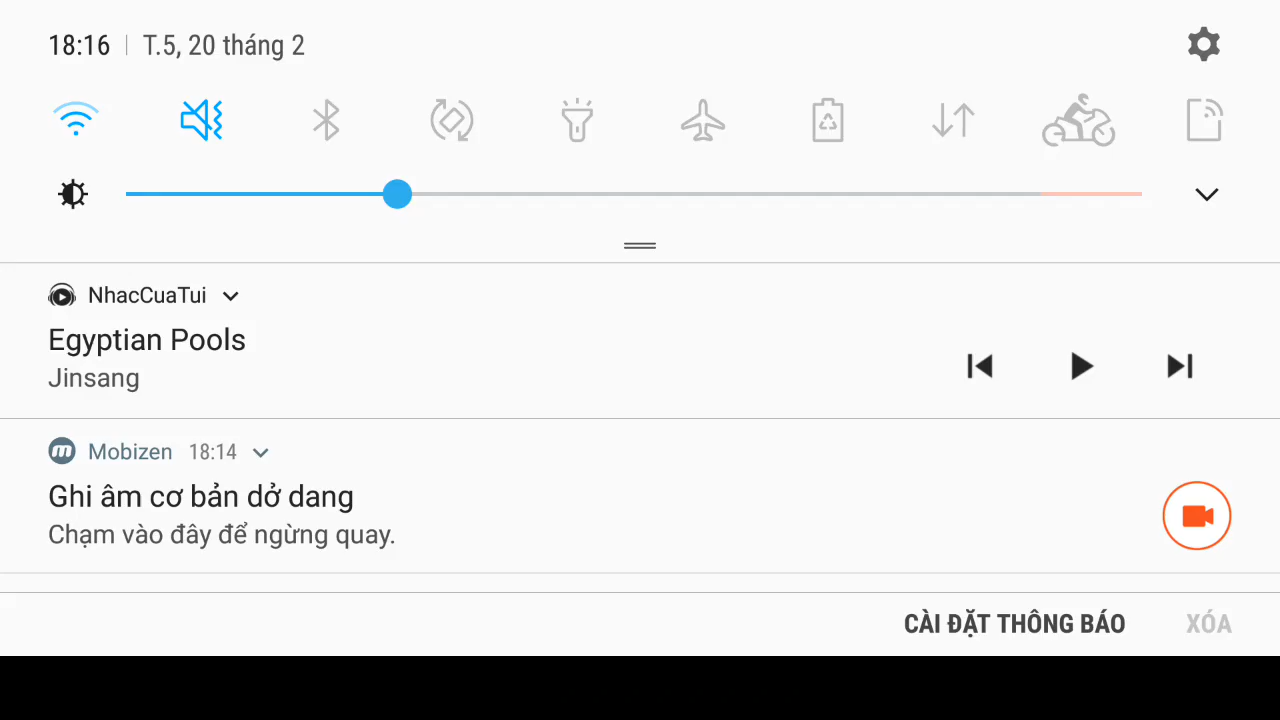 18:16 | T.5, 20 tháng 2
NhacCuaTui
Egyptian Pools
Jinsang
Mobizen 18:14
Ghi âm cơ bản dở dang
Chạm vào đây để ngừng quay.
CÀI ĐẶT THÔNG BÁO XÓA